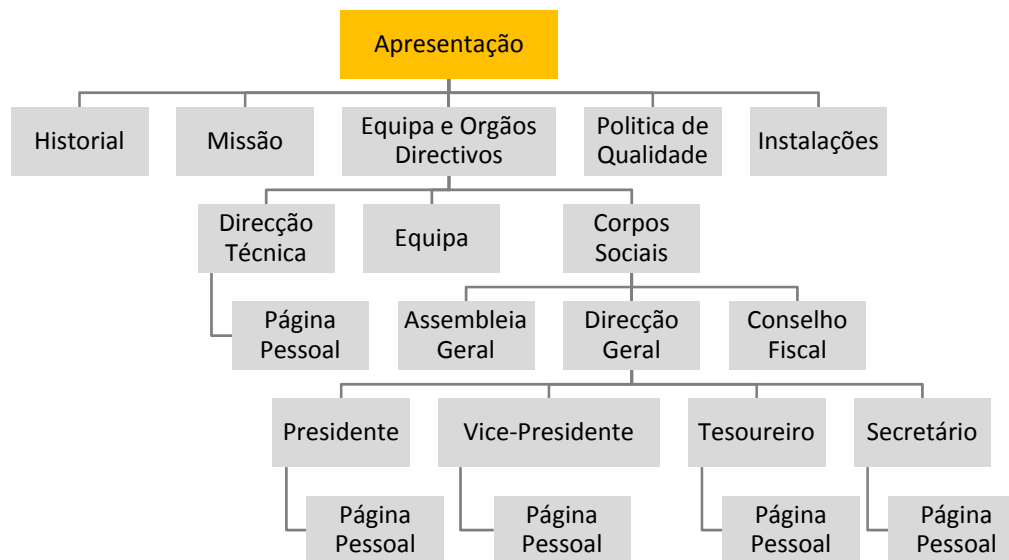 Apresentação
Historial
Missão
Equipa e Orgãos
Directivos
Politica de
Qualidade
Instalações
Direcção
Técnica
Equipa
Corpos
Sociais
Página
Pessoal
Assembleia
Geral
Direcção
Geral
Conselho
Fiscal
Presidente
Vice-Presidente
Tesoureiro
Secretário
Página
Pessoal
Página
Pessoal
Página
Pessoal
Página
Pessoal